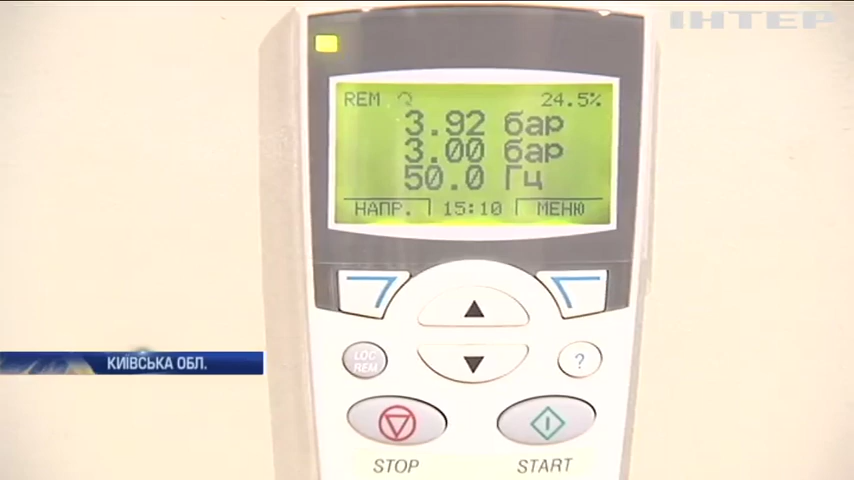 ІНТЕР
REM 24.5%
3.92 бар
3.00 бар
50.0 Гц
НАПР. 15:10 МЕНЮ
LOC
REM
?
КИЇВСЬКА ОБЛ.
STOP START